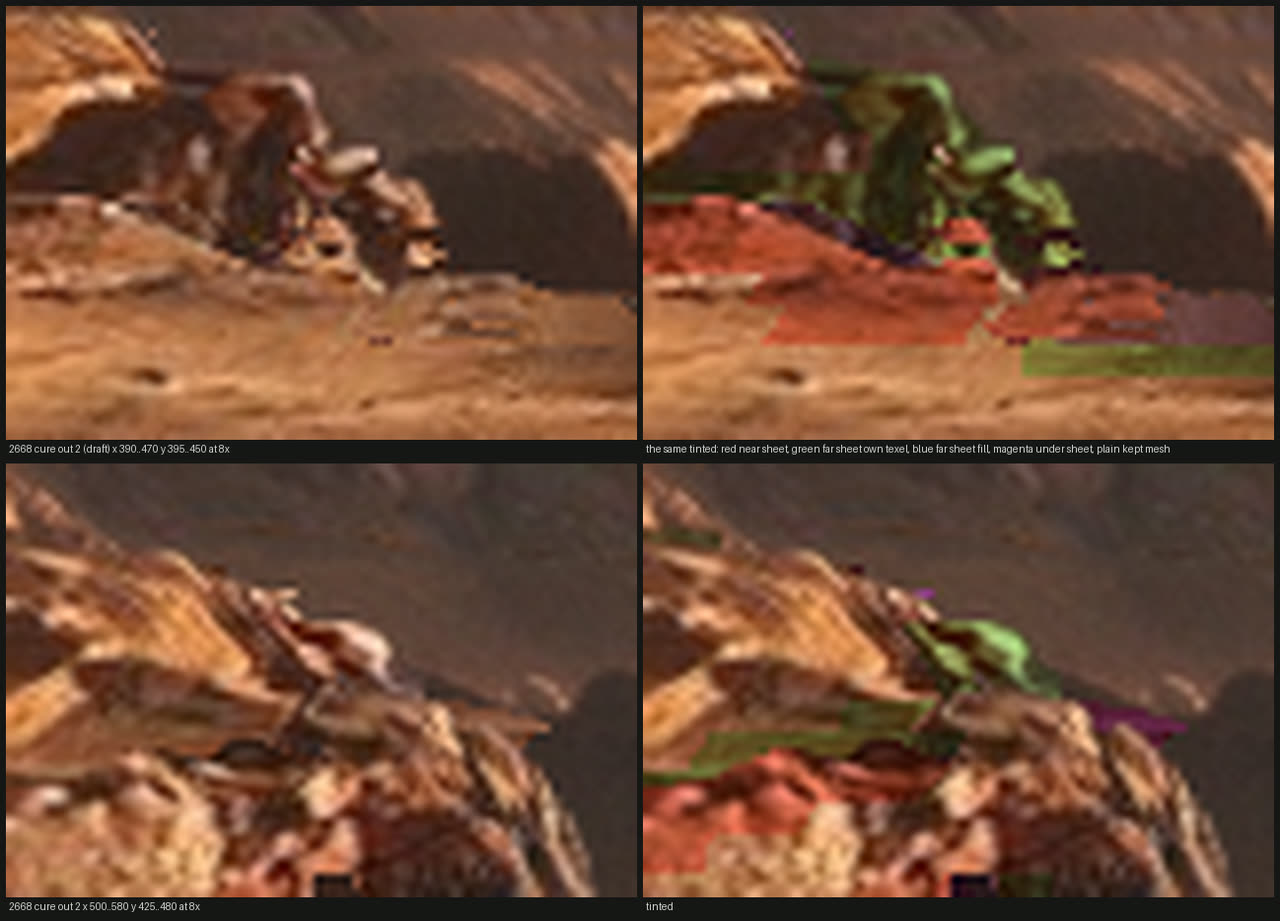 2668 cure out 2 (draft) x 390..470 y 395..450 at 8x
the same tinted: red near sheet, green far sheet own texel, blue far sheet fill, magenta under sheet, plain kept mesh
2668 cure out 2 x 500..580 y 425..480 at 8x
tinted